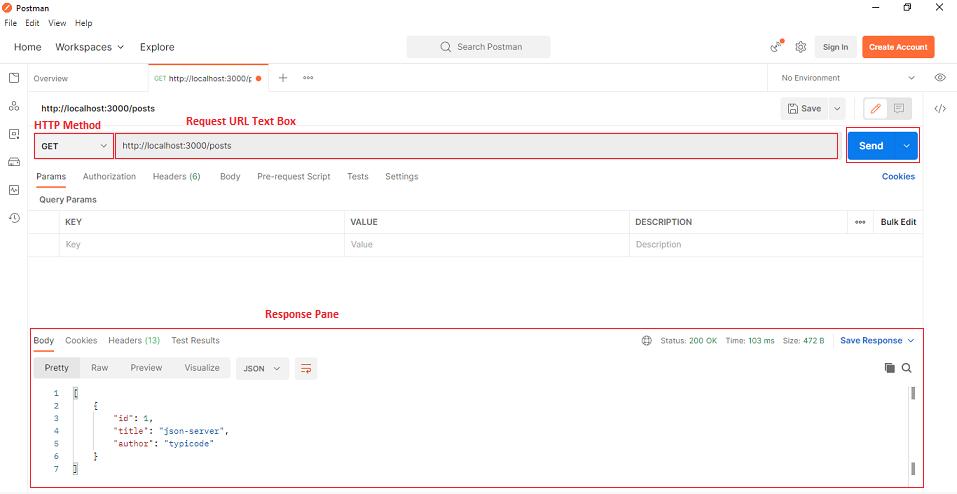 Postman
File Edit View Help
Home Workspaces Explore Search Postman Sign In Create Account
Overview GET http://localhost:3000/p No Environment
http://localhost:3000/posts Save
HTTP Method Request URL Text Box
GET http://localhost:3000/posts Send
Params Authorization Headers (6) Body Pre-request Script Tests Settings Cookies
Query Params
KEY VALUE DESCRIPTION Bulk Edit
Key Value Description
Response Pane
Body Cookies Headers (13) Test Results Status: 200 OK Time: 103 ms Size: 472 B Save Response
Pretty Raw Preview Visualize JSON
1 [
2 {
3 "id": 1,
4 "title": "json-server",
5 "author": "typicode"
6 }
7 ]